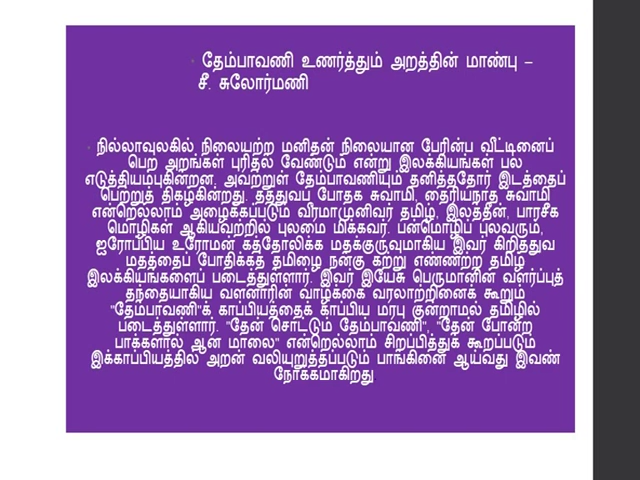 தேம்பாவணி உணர்த்தும் அறத்தின் மாண்பு –
சீ. சுலோர்மணி
நில்லாவுலகில் நிலையற்ற மனிதன் நிலையான பேரின்ப வீட்டினைப்
பெற அறங்கள் புரிதல் வேண்டும் என்று இலக்கியங்கள் பல
எடுத்தியம்புகின்றன. அவற்றுள் தேம்பாவணியும் தனித்ததோர் இடத்தைப்
பெற்றுத் திகழ்கின்றது. தத்துவப் போதக சுவாமி, தைரியநாத சுவாமி
என்றெல்லாம் அழைக்கப்படும் வீரமாமுனிவர் தமிழ், இலத்தீன், பாரசீக
மொழிகள் ஆகியவற்றில் புலமை மிக்கவர். பன்மொழிப் புலவரும்,
ஐரோப்பிய உரோமன் கத்தோலிக்க மதக்குருவுமாகிய இவர் கிறித்துவ
மதத்தைப் போதிக்கத் தமிழை நன்கு கற்று எண்ணற்ற தமிழ்
இலக்கியங்களைப் படைத்துள்ளார். இவர் இயேசு பெருமானின் வளர்ப்புத்
தந்தையாகிய வளனாரின் வாழ்க்கை வரலாற்றினைக் கூறும்
"தேம்பாவணி"க் காப்பியத்தைக் காப்பிய மரபு குன்றாமல் தமிழில்
படைத்துள்ளார். "தேன் சொட்டும் தேம்பாவணி", "தேன் போன்ற
பாக்களால் ஆன மாலை" என்றெல்லாம் சிறப்பித்துக் கூறப்படும்
இக்காப்பியத்தில் அறன் வலியுறுத்தப்படும் பாங்கினை ஆய்வது இவண்
நோக்கமாகிறது